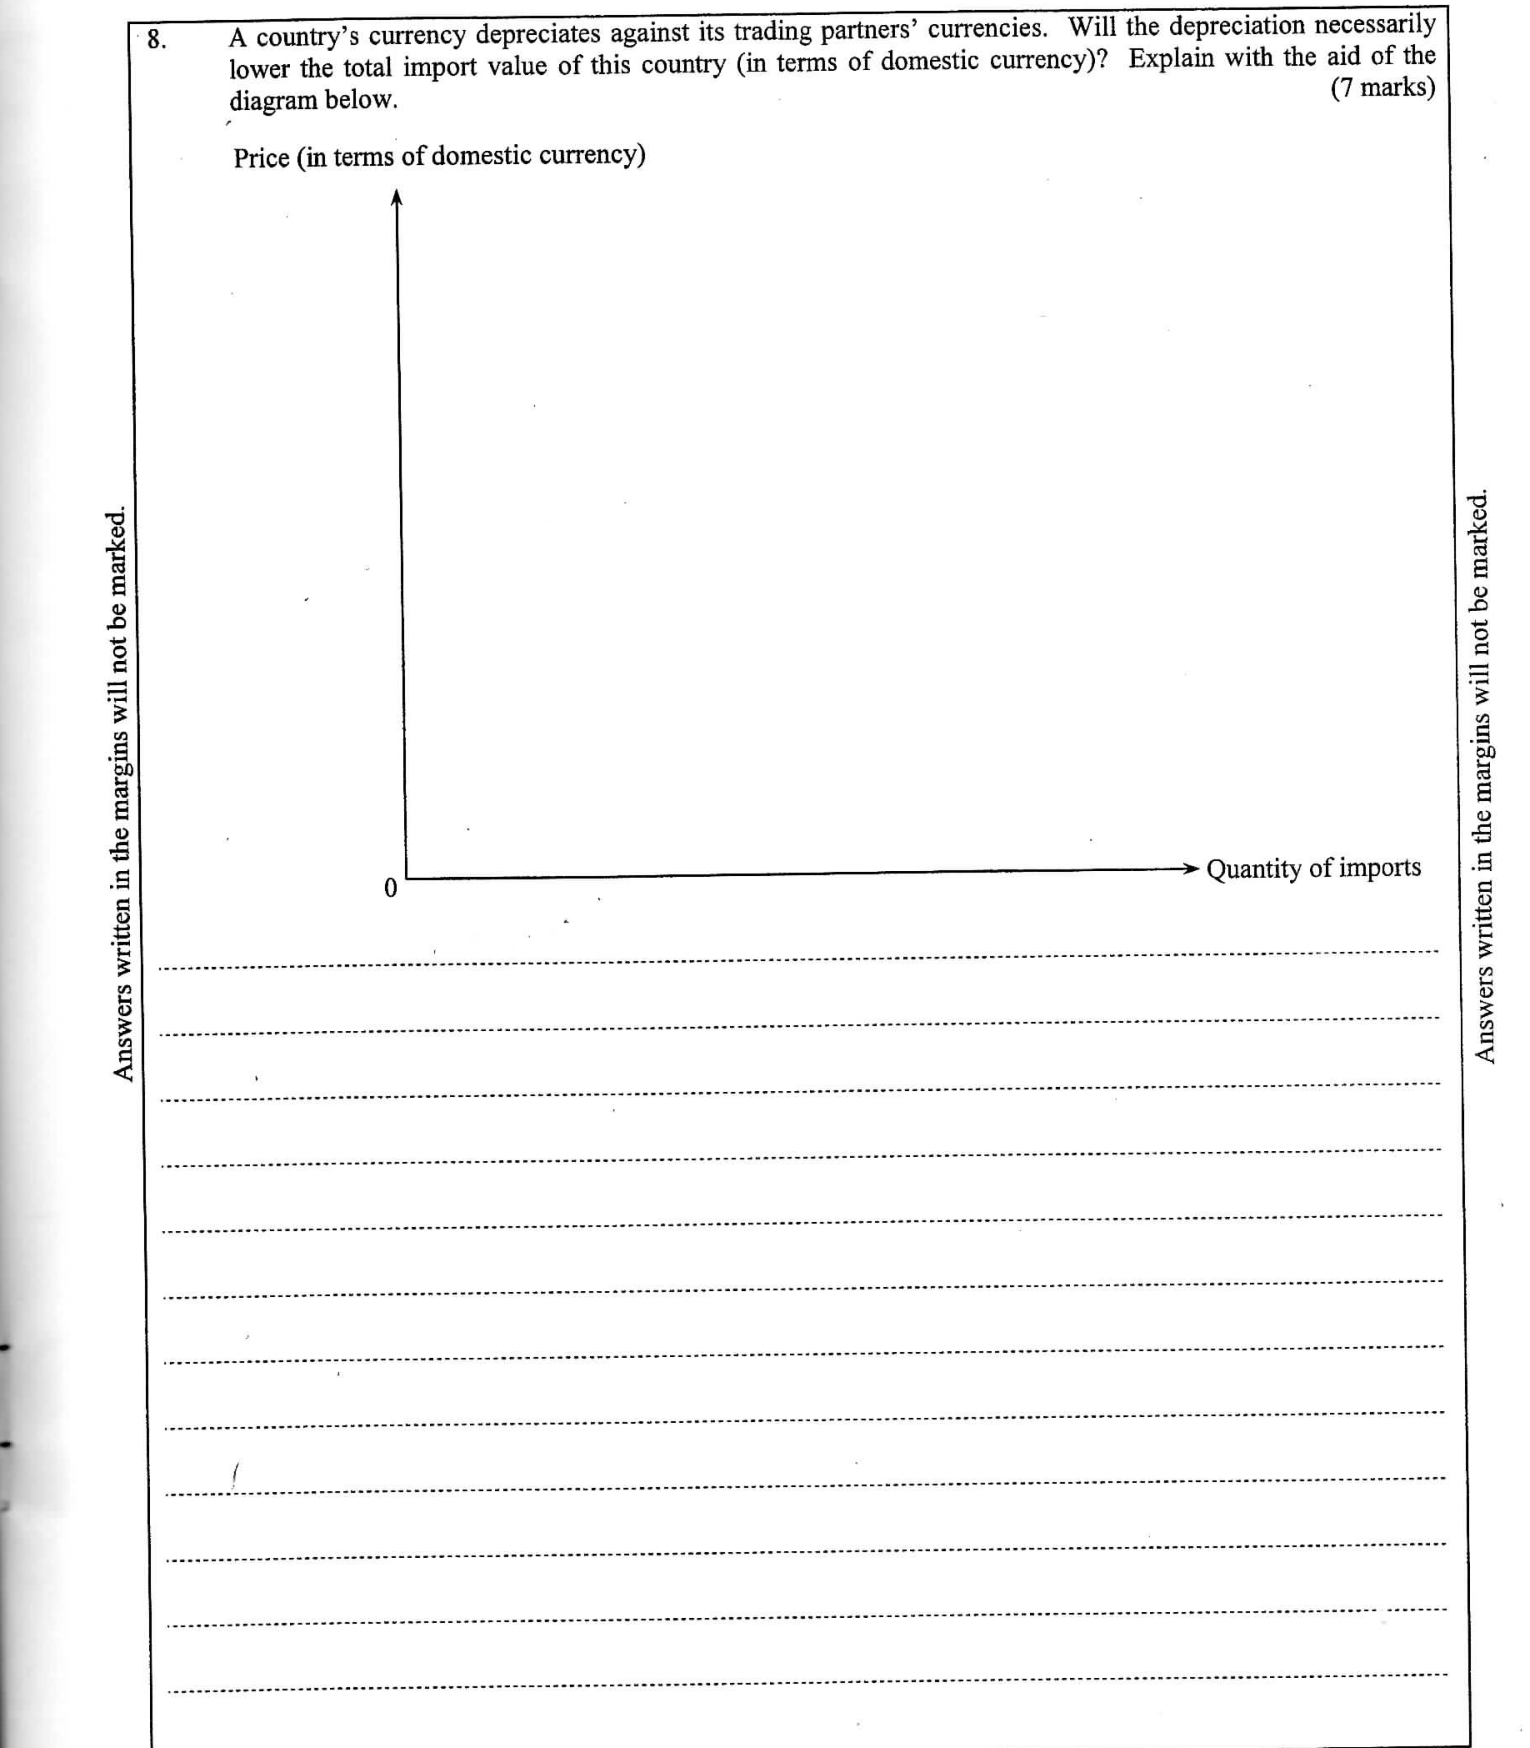 8. A country's currency depreciates against its trading partners' currencies. Will the depreciation necessarily
lower the total import value of this country (in terms of domestic currency)? Explain with the aid of the
diagram below. (7 marks)
Price (in terms of domestic currency)
0
Quantity of imports
Answers written in the margins will not be marked.
Answers written in the margins will not be marked.